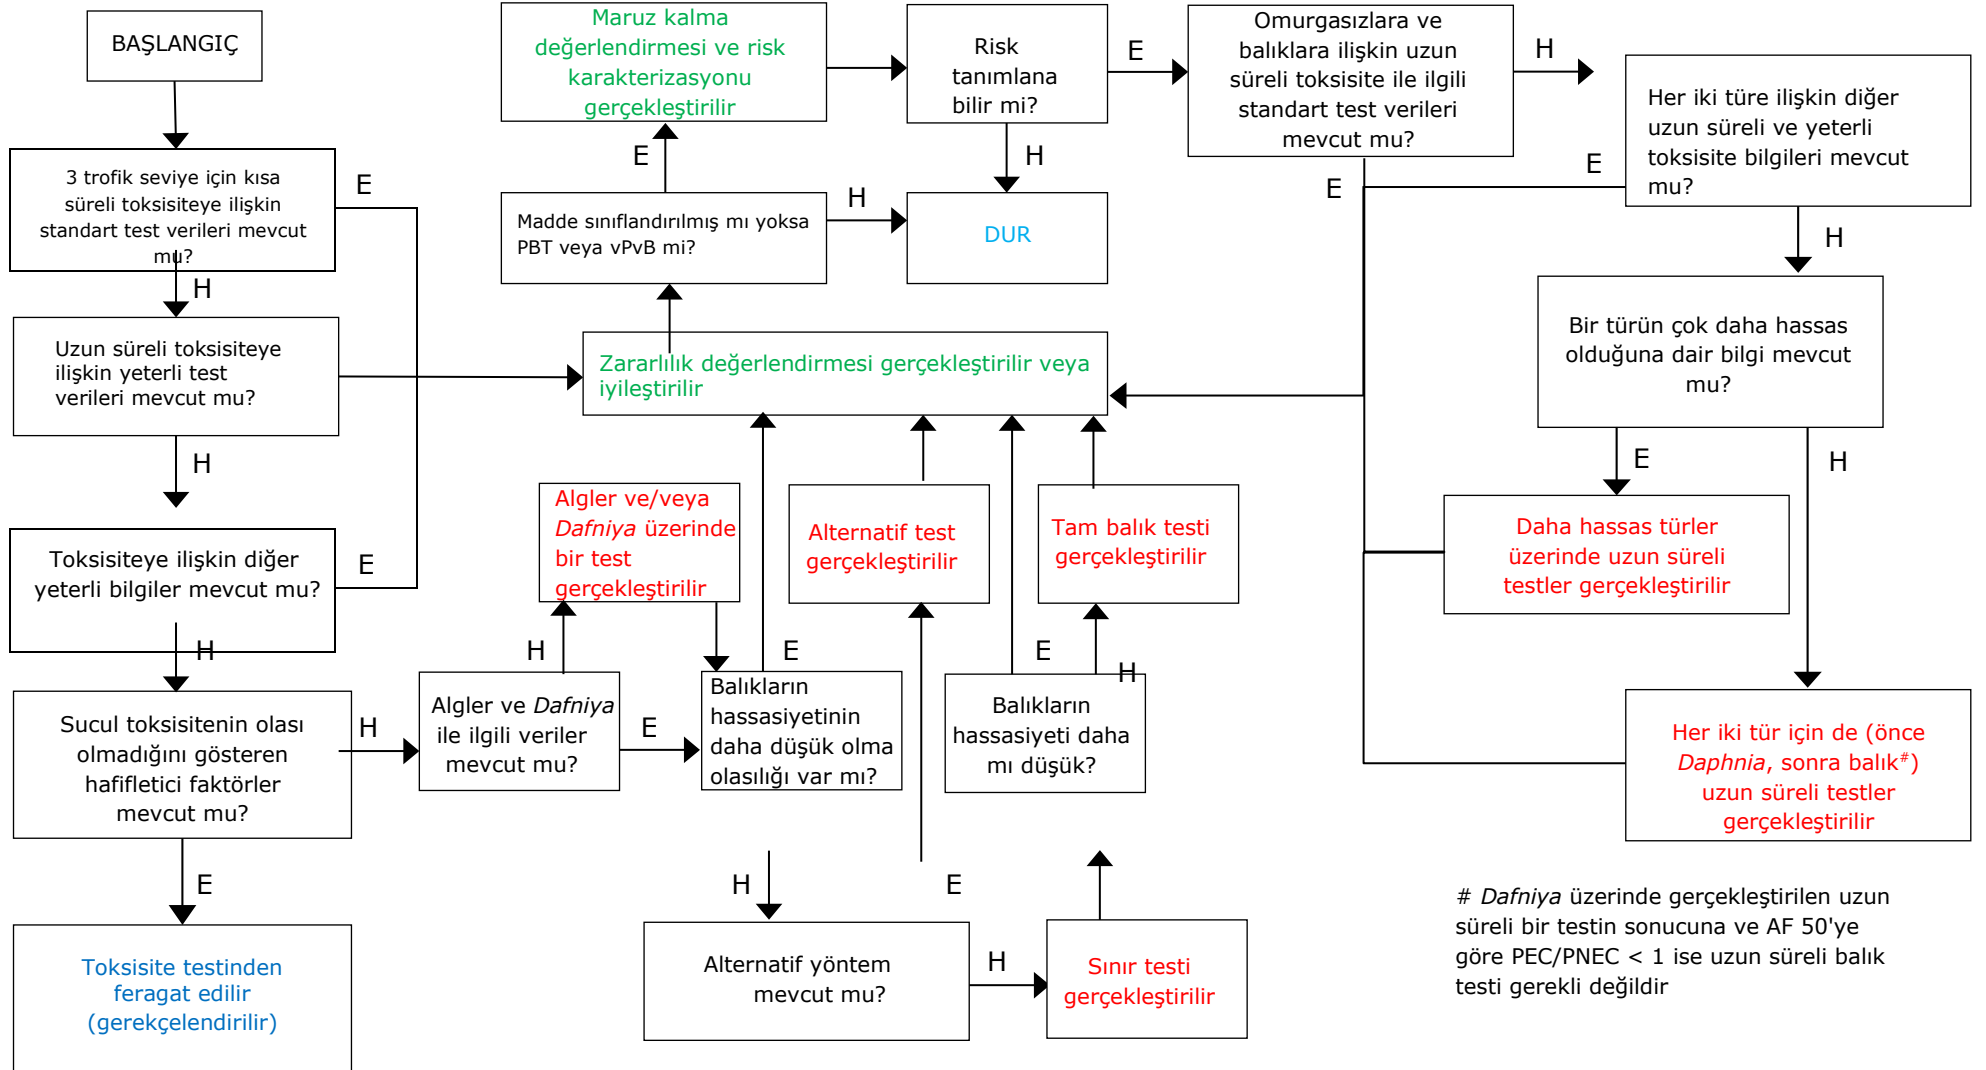 BAŞLANGIÇ
3 trofik seviye için kısa
süreli toksisiteye ilişkin
standart test verileri mevcut
mu?
E
H
Uzun süreli toksisiteye
ilişkin yeterli test
verileri mevcut mu?
H
Toksisiteye ilişkin diğer
yeterli bilgiler mevcut mu?
E
H
Sucul toksisitenin olası
olmadığını gösteren
hafifletici faktörler
mevcut mu?
H
E
Toksisite testinden
feragat edilir
(gerekçelendirilir)
Maruz kalma
değerlendirmesi ve risk
karakterizasyonu
gerçekleştirilir
E
Madde sınıflandırılmış mı yoksa
PBT veya vPvB mi?
H
Risk
tanımlana
bilir mi?
E
H
DUR
Zararlılık değerlendirmesi gerçekleştirilir veya
iyileştirilir
Algler ve/veya
Dafniya üzerinde
bir test
gerçekleştirilir
H
Algler ve Dafniya
ile ilgili veriler
mevcut mu?
E
Balıkların
hassasiyetinin
daha düşük olma
olasılığı var mı?
E
H
Alternatif test
gerçekleştirilir
E
Alternatif yöntem
mevcut mu?
H
Sınır testi
gerçekleştirilir
Balıkların
hassasiyeti daha
mı düşük?
E
H
Tam balık testi
gerçekleştirilir
Omurgasızlara ve
balıklara ilişkin uzun
süreli toksisite ile ilgili
standart test verileri
mevcut mu?
H
E
Her iki türe ilişkin diğer
uzun süreli ve yeterli
toksisite bilgileri mevcut
mu?
E
H
Bir türün çok daha hassas
olduğuna dair bilgi mevcut
mu?
E
H
Daha hassas türler
üzerinde uzun süreli
testler gerçekleştirilir
Her iki tür için de (önce
Daphnia, sonra balık#)
uzun süreli testler
gerçekleştirilir
# Dafniya üzerinde gerçekleştirilen uzun
süreli bir testin sonucuna ve AF 50'ye
göre PEC/PNEC < 1 ise uzun süreli balık
testi gerekli değildir